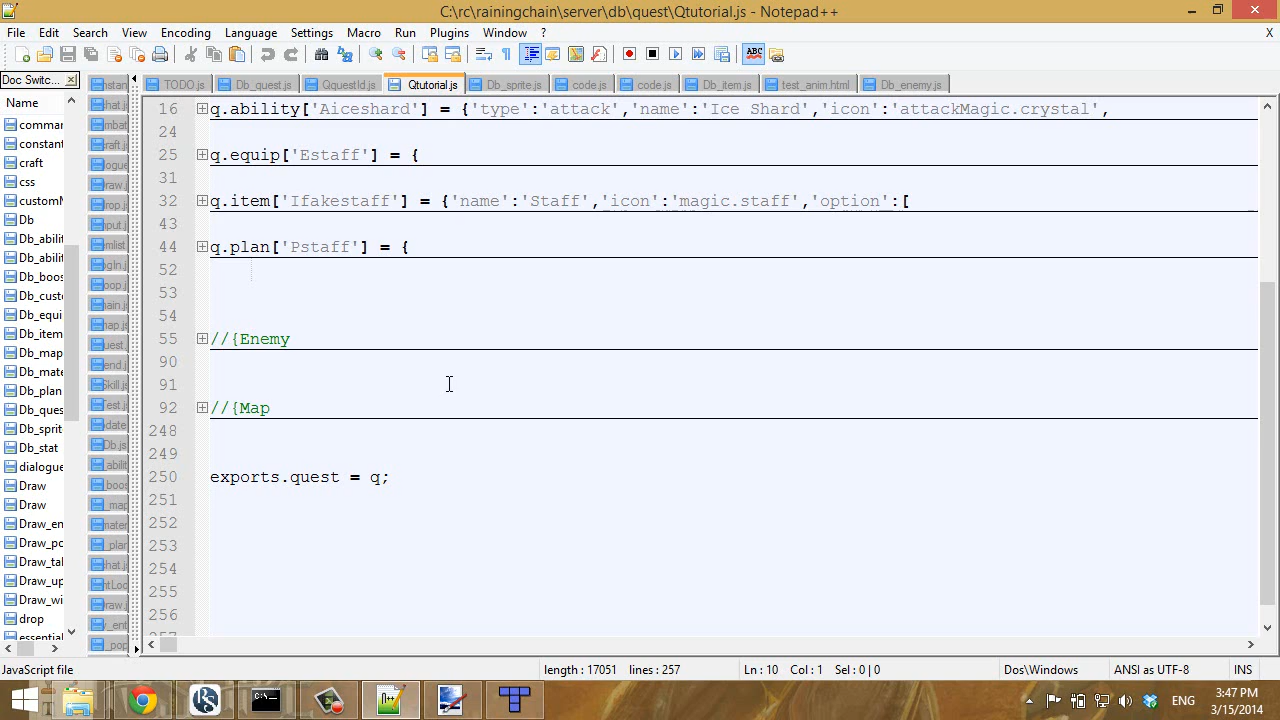 C:\rc\rainingchain\server\db\quest\Qtutorial.js - Notepad++
File Edit Search View Encoding Language Settings Macro Run Plugins Window ? X
Doc Swito...
TODO.js Db_quest.js QquestId.js Qtutorial.js Db_sprite.js code.js code.js Db_item.js test_anim.html Db_enemy.js
Name
commar
constant
craft
css
customM
Db
Db_abilit
Db_abilit
Db_boos
Db_custo
Db_equi
Db_item
Db_map
Db_mate
Db_plan
Db_ques
Db_sprite
Db_stat
dialogue
Draw
Draw
Draw_en
Draw_po
Draw_tal
Draw_up
Draw_wi
drop
essential
16 q.ability['Aiceshard'] = {'type':'attack','name':'Ice Shard','icon':'attackMagic.crystal',
24
25 q.equip['Estaff'] = {
31
32 q.item['Ifakestaff'] = {'name':'Staff','icon':'magic.staff','option':[
43
44 q.plan['Pstaff'] = {
52
53
54
55 //{Enemy
90
91
92 //{Map
248
249
250 exports.quest = q;
251
252
253
254
255
256
257
JavaScript file length : 17051 lines : 257 Ln : 10 Col : 1 Sel : 0 | 0 Dos\Windows ANSI as UTF-8 INS
ENG
3:47 PM
3/15/2014